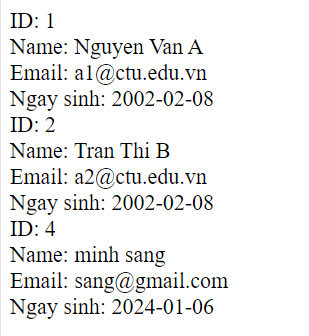 ID: 1
Name: Nguyen Van A
Email: a1@ctu.edu.vn
Ngay sinh: 2002-02-08
ID: 2
Name: Tran Thi B
Email: a2@ctu.edu.vn
Ngay sinh: 2002-02-08
ID: 4
Name: minh sang
Email: sang@gmail.com
Ngay sinh: 2024-01-06